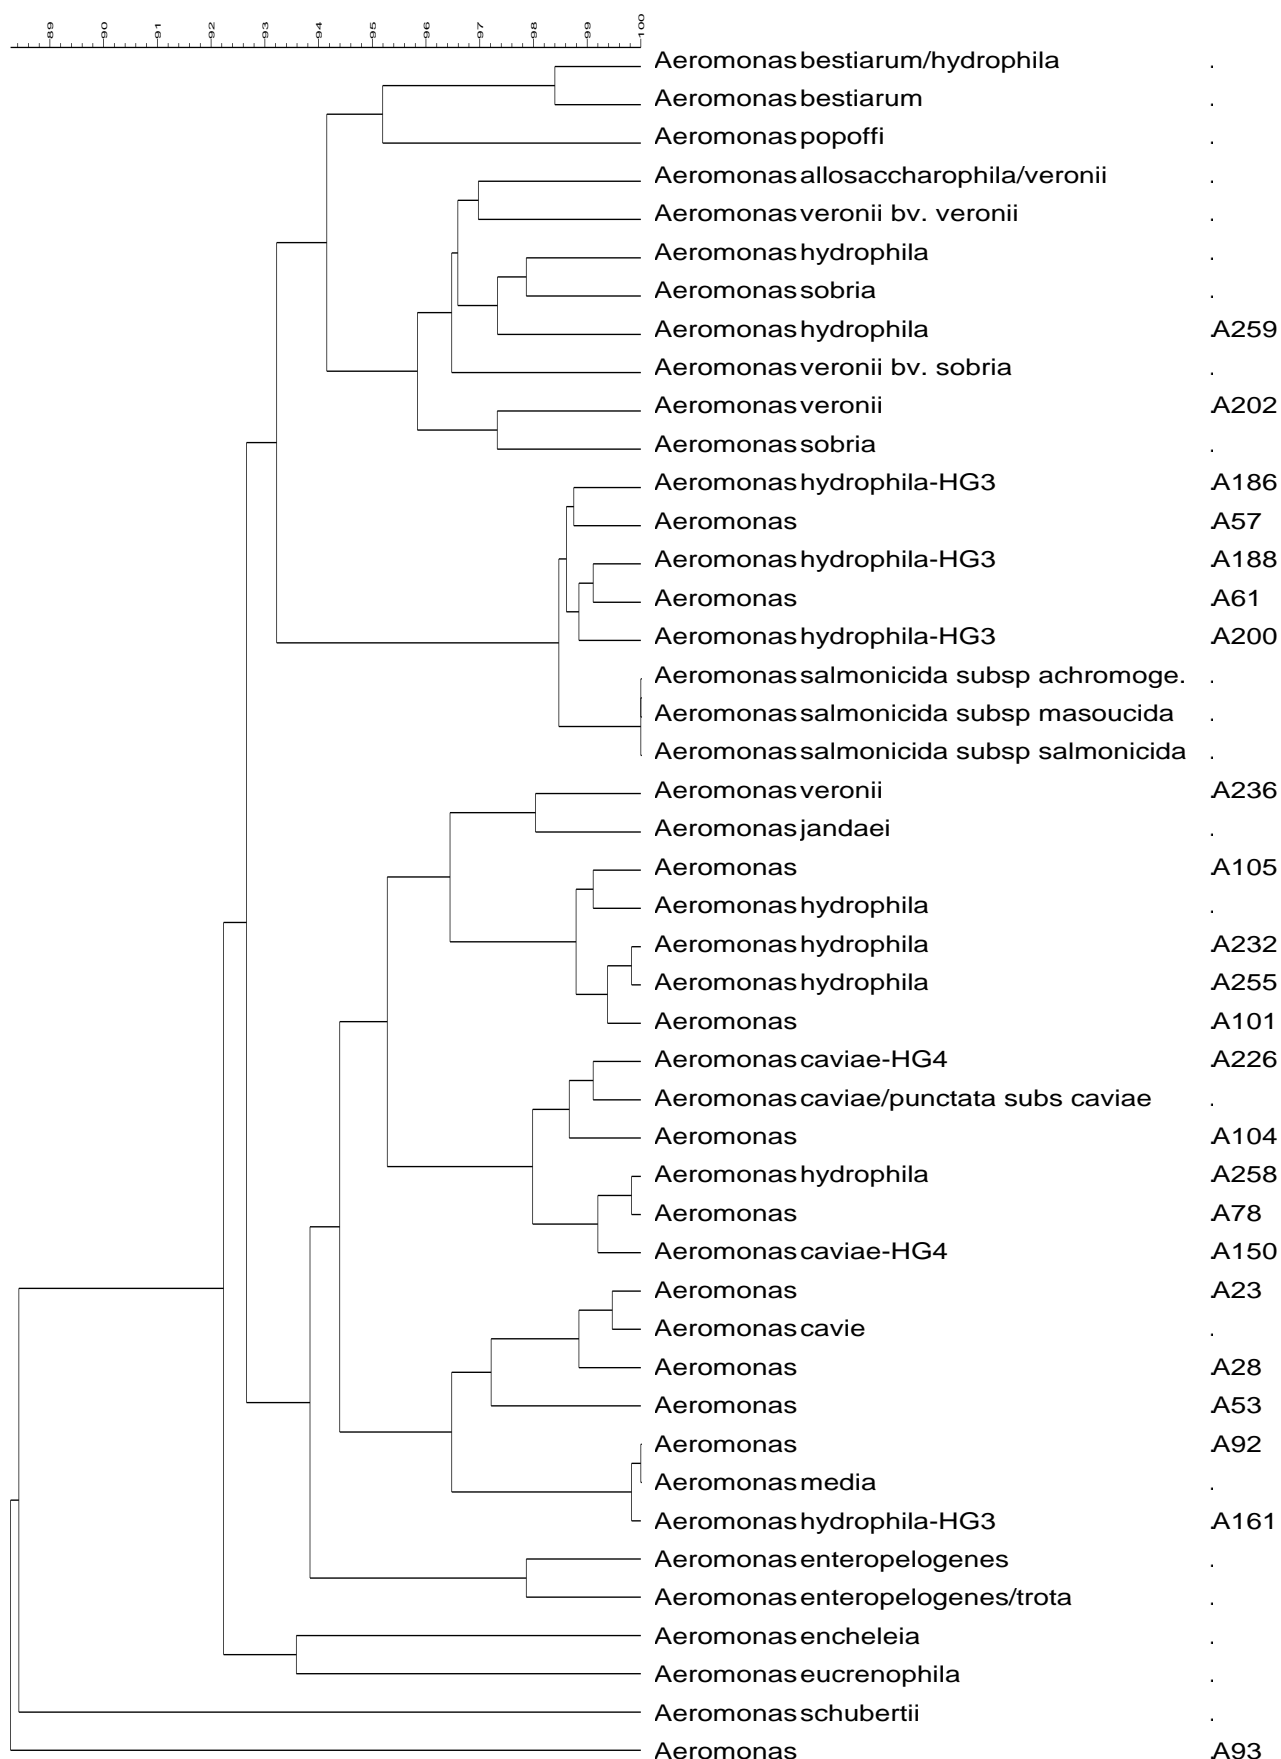 89 90 91 92 93 94 95 96 97 98 99 100
Aeromonas bestiarum/hydrophila .
Aeromonas bestiarum .
Aeromonas popoffi .
Aeromonas allosaccharophila/veronii .
Aeromonas veronii bv. veronii .
Aeromonas hydrophila .
Aeromonas sobria .
Aeromonas hydrophila .A259
Aeromonas veronii bv. sobria .
Aeromonas veronii .A202
Aeromonas sobria .
Aeromonas hydrophila-HG3 .A186
Aeromonas .A57
Aeromonas hydrophila-HG3 .A188
Aeromonas .A61
Aeromonas hydrophila-HG3 .A200
Aeromonas salmonicida subsp achromoge. .
Aeromonas salmonicida subsp masoucida .
Aeromonas salmonicida subsp salmonicida .
Aeromonas veronii .A236
Aeromonas jandaei .
Aeromonas .A105
Aeromonas hydrophila .
Aeromonas hydrophila .A232
Aeromonas hydrophila .A255
Aeromonas .A101
Aeromonas caviae-HG4 .A226
Aeromonas caviae/punctata subs caviae .
Aeromonas .A104
Aeromonas hydrophila .A258
Aeromonas .A78
Aeromonas caviae-HG4 .A150
Aeromonas .A23
Aeromonas cavie .
Aeromonas .A28
Aeromonas .A53
Aeromonas .A92
Aeromonas media .
Aeromonas hydrophila-HG3 .A161
Aeromonas enteropelogenes .
Aeromonas enteropelogenes/trota .
Aeromonas encheleia .
Aeromonas eucrenophila .
Aeromonas schubertii .
Aeromonas .A93